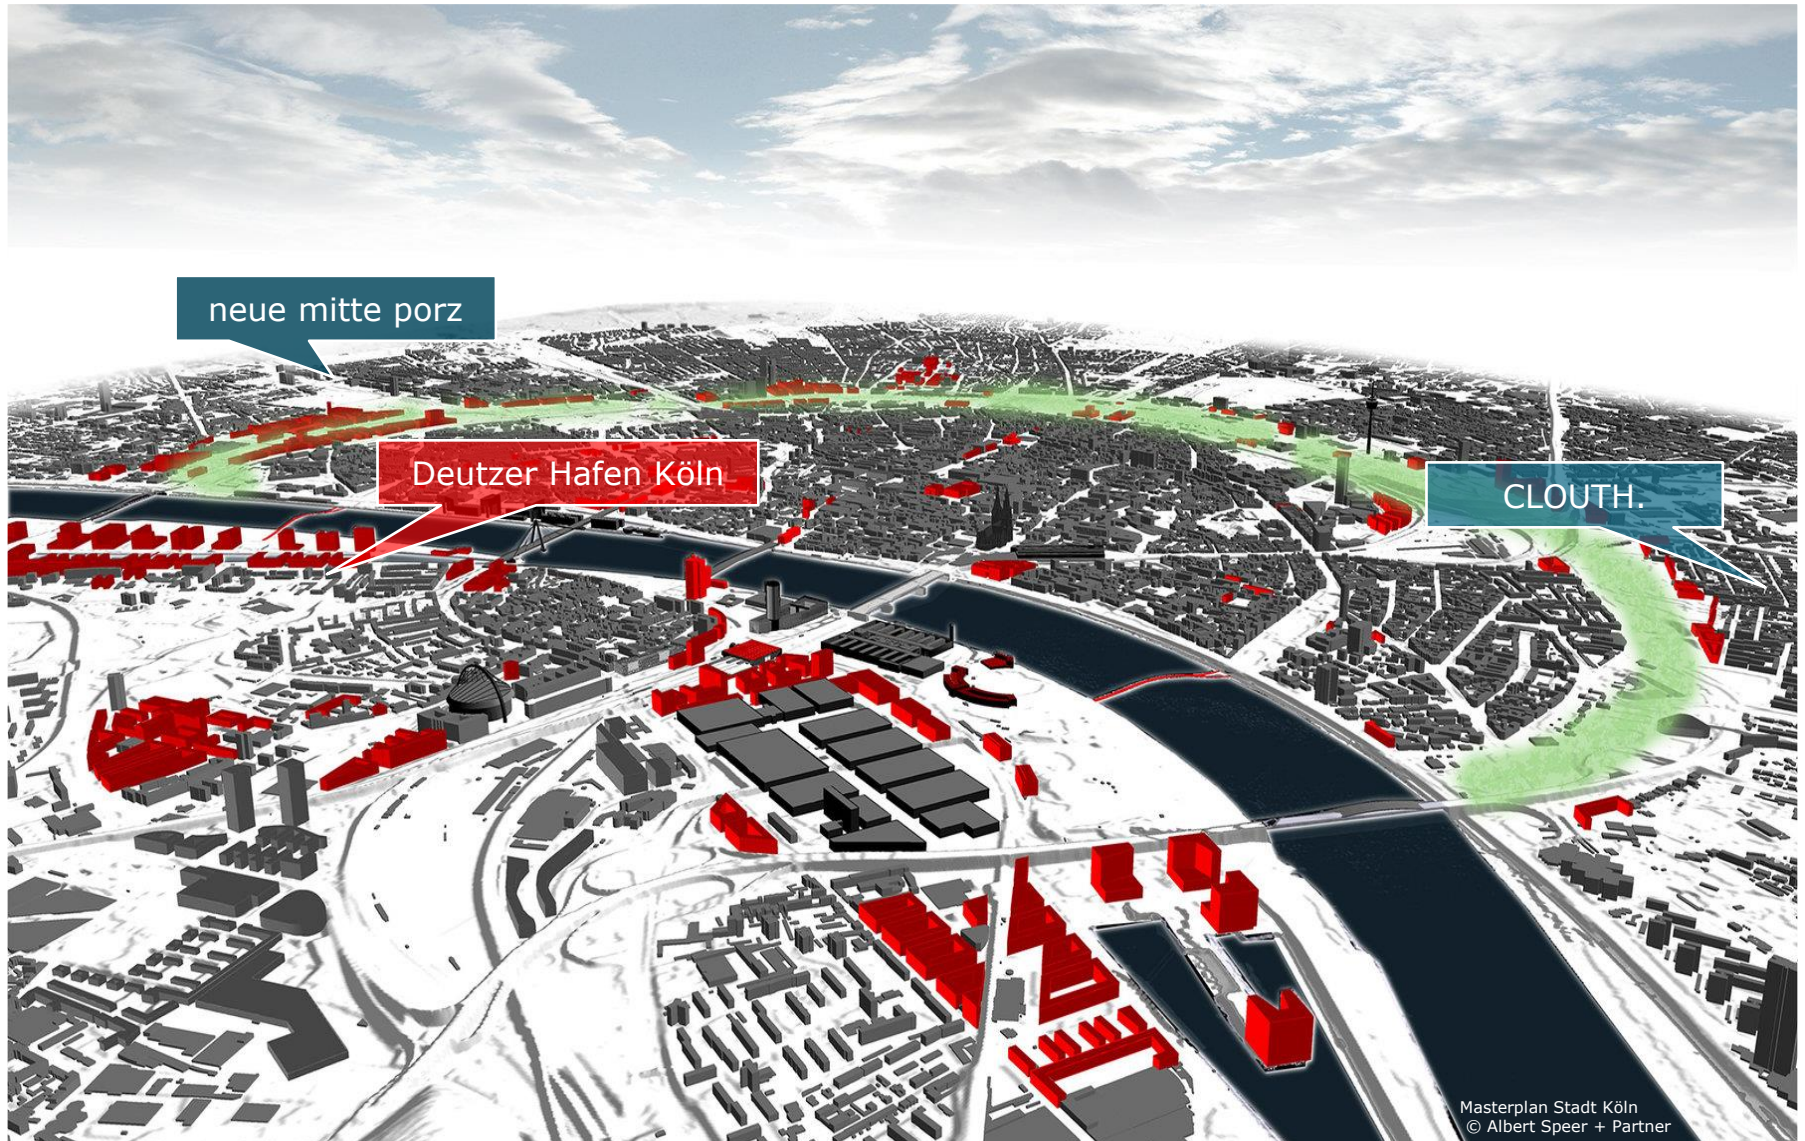 neue mitte porz
Deutzer Hafen Köln
CLOUTH.
Masterplan Stadt Köln
© Albert Speer + Partner